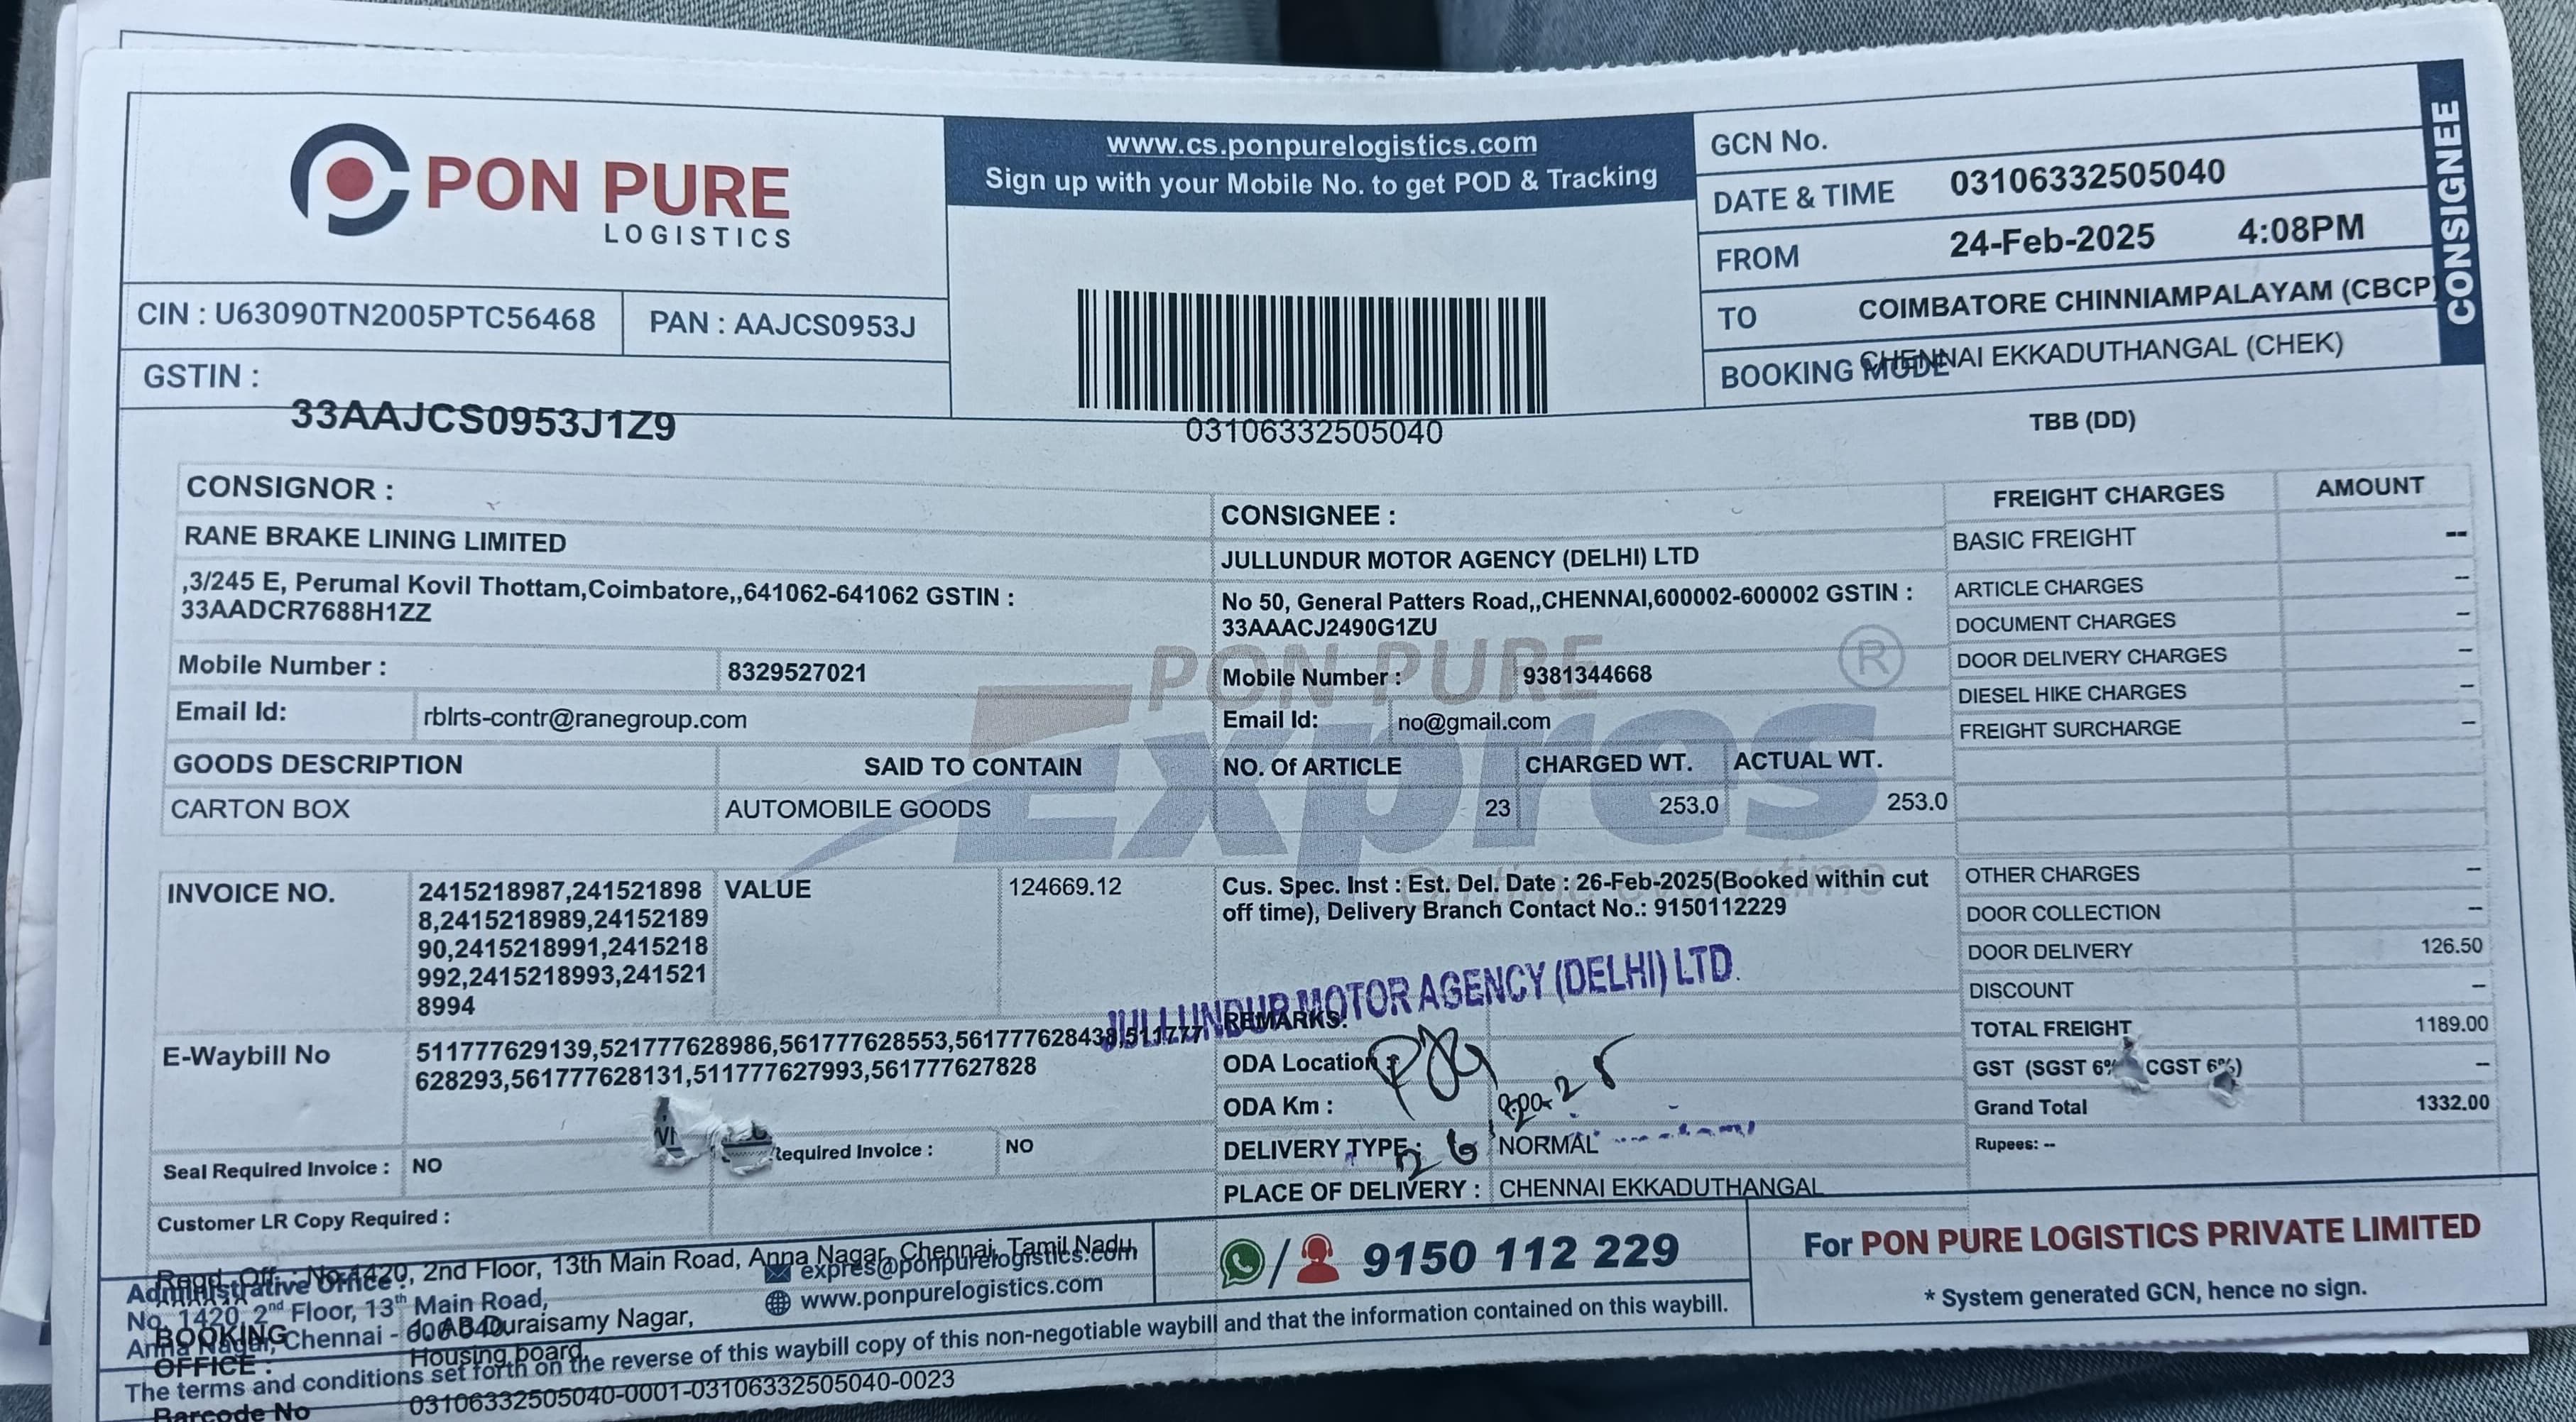 PON PURE
LOGISTICS
www.cs.ponpurelogistics.com
Sign up with your Mobile No. to get POD & Tracking
CIN : U63090TN2005PTC56468
PAN : AAJCS0953J
GSTIN :
33AAJCS0953J1Z9
03106332505040
GCN No.
DATE & TIME 03106332505040
FROM 24-Feb-2025 4:08PM
TO COIMBATORE CHINNIAMPALAYAM (CBCP)
BOOKING MODE CHENNAI EKKADUTHANGAL (CHEK)
TBB (DD)
CONSIGNEE
CONSIGNOR :
RANE BRAKE LINING LIMITED
,3/245 E, Perumal Kovil Thottam,Coimbatore,,641062-641062 GSTIN :
33AADCR7688H1ZZ
Mobile Number : 8329527021
Email Id: rblrts-contr@ranegroup.com
CONSIGNEE :
JULLUNDUR MOTOR AGENCY (DELHI) LTD
No 50, General Patters Road,,CHENNAI,600002-600002 GSTIN :
33AAACJ2490G1ZU
Mobile Number : 9381344668
Email Id: no@gmail.com
PON PURE
Expres ®
On time every time
GOODS DESCRIPTION SAID TO CONTAIN NO. Of ARTICLE CHARGED WT. ACTUAL WT.
CARTON BOX AUTOMOBILE GOODS 23 253.0 253.0
FREIGHT CHARGES AMOUNT
BASIC FREIGHT --
ARTICLE CHARGES --
DOCUMENT CHARGES --
DOOR DELIVERY CHARGES --
DIESEL HIKE CHARGES --
FREIGHT SURCHARGE --
OTHER CHARGES --
DOOR COLLECTION --
DOOR DELIVERY 126.50
DISCOUNT --
TOTAL FREIGHT 1189.00
GST (SGST 6% CGST 6%) --
Grand Total 1332.00
Rupees: --
INVOICE NO.
2415218987,241521898
8,2415218989,24152189
90,2415218991,2415218
992,2415218993,241521
8994
VALUE 124669.12
Cus. Spec. Inst : Est. Del. Date : 26-Feb-2025(Booked within cut
off time), Delivery Branch Contact No.: 9150112229
JULLUNDUR MOTOR AGENCY (DELHI) LTD.
E-Waybill No
511777629139,521777628986,561777628553,561777628438,511777
628293,561777628131,511777627993,561777627828
REMARKS:
ODA Location :
ODA Km :
DELIVERY TYPE : NORMAL
26
PLACE OF DELIVERY : CHENNAI EKKADUTHANGAL
Seal Required Invoice : NO
Required Invoice : NO
Customer LR Copy Required :
Regd. Off. : No.1420, 2nd Floor, 13th Main Road, Anna Nagar, Chennai, Tamil Nadu,
Administrative Office :
No. 1420, 2nd Floor, 13th Main Road,
Anna Nagar, Chennai - 600 040.
expres@ponpurelogistics.com
www.ponpurelogistics.com
BOOKING
OFFICE :
AB Duraisamy Nagar,
Housing board,
9150 112 229
For PON PURE LOGISTICS PRIVATE LIMITED
* System generated GCN, hence no sign.
The terms and conditions set forth on the reverse of this waybill copy of this non-negotiable waybill and that the information contained on this waybill.
Barcode No 03106332505040-0001-03106332505040-0023